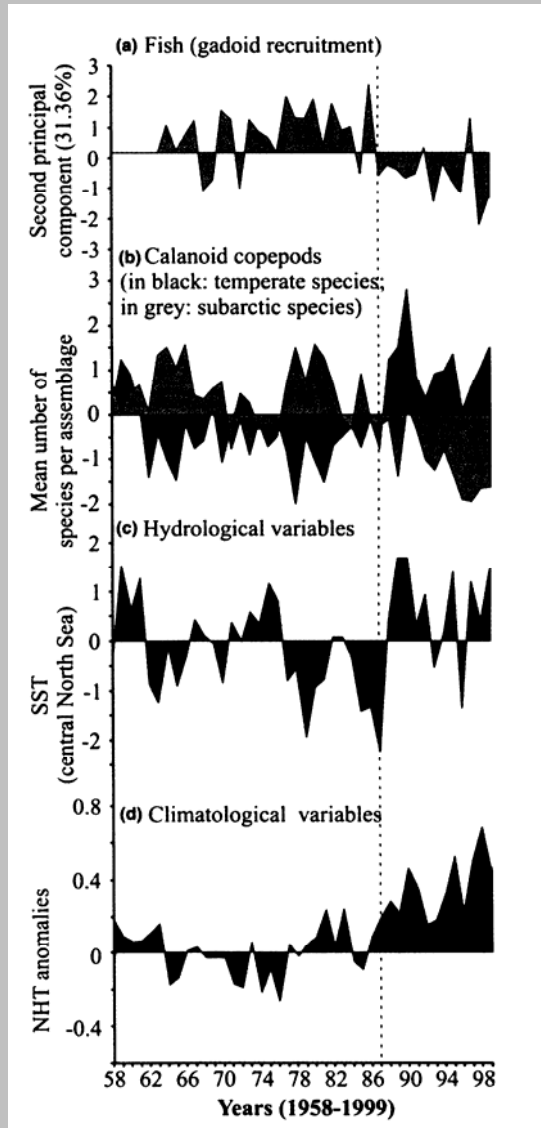 (a) Fish (gadoid recruitment)
Second principal
component (31.36%)
3
2
1
0
-1
-2
-3
(b) Calanoid copepods
(in black: temperate species;
in grey: subarctic species)
Mean umber of
species per assemblage
3
2
1
0
-1
-2
(c) Hydrological variables
SST
(central North Sea)
2
1
0
-1
-2
(d) Climatological variables
NHT anomalies
0.8
0.4
0
-0.4
58 62 66 70 74 78 82 86 90 94 98
Years (1958-1999)